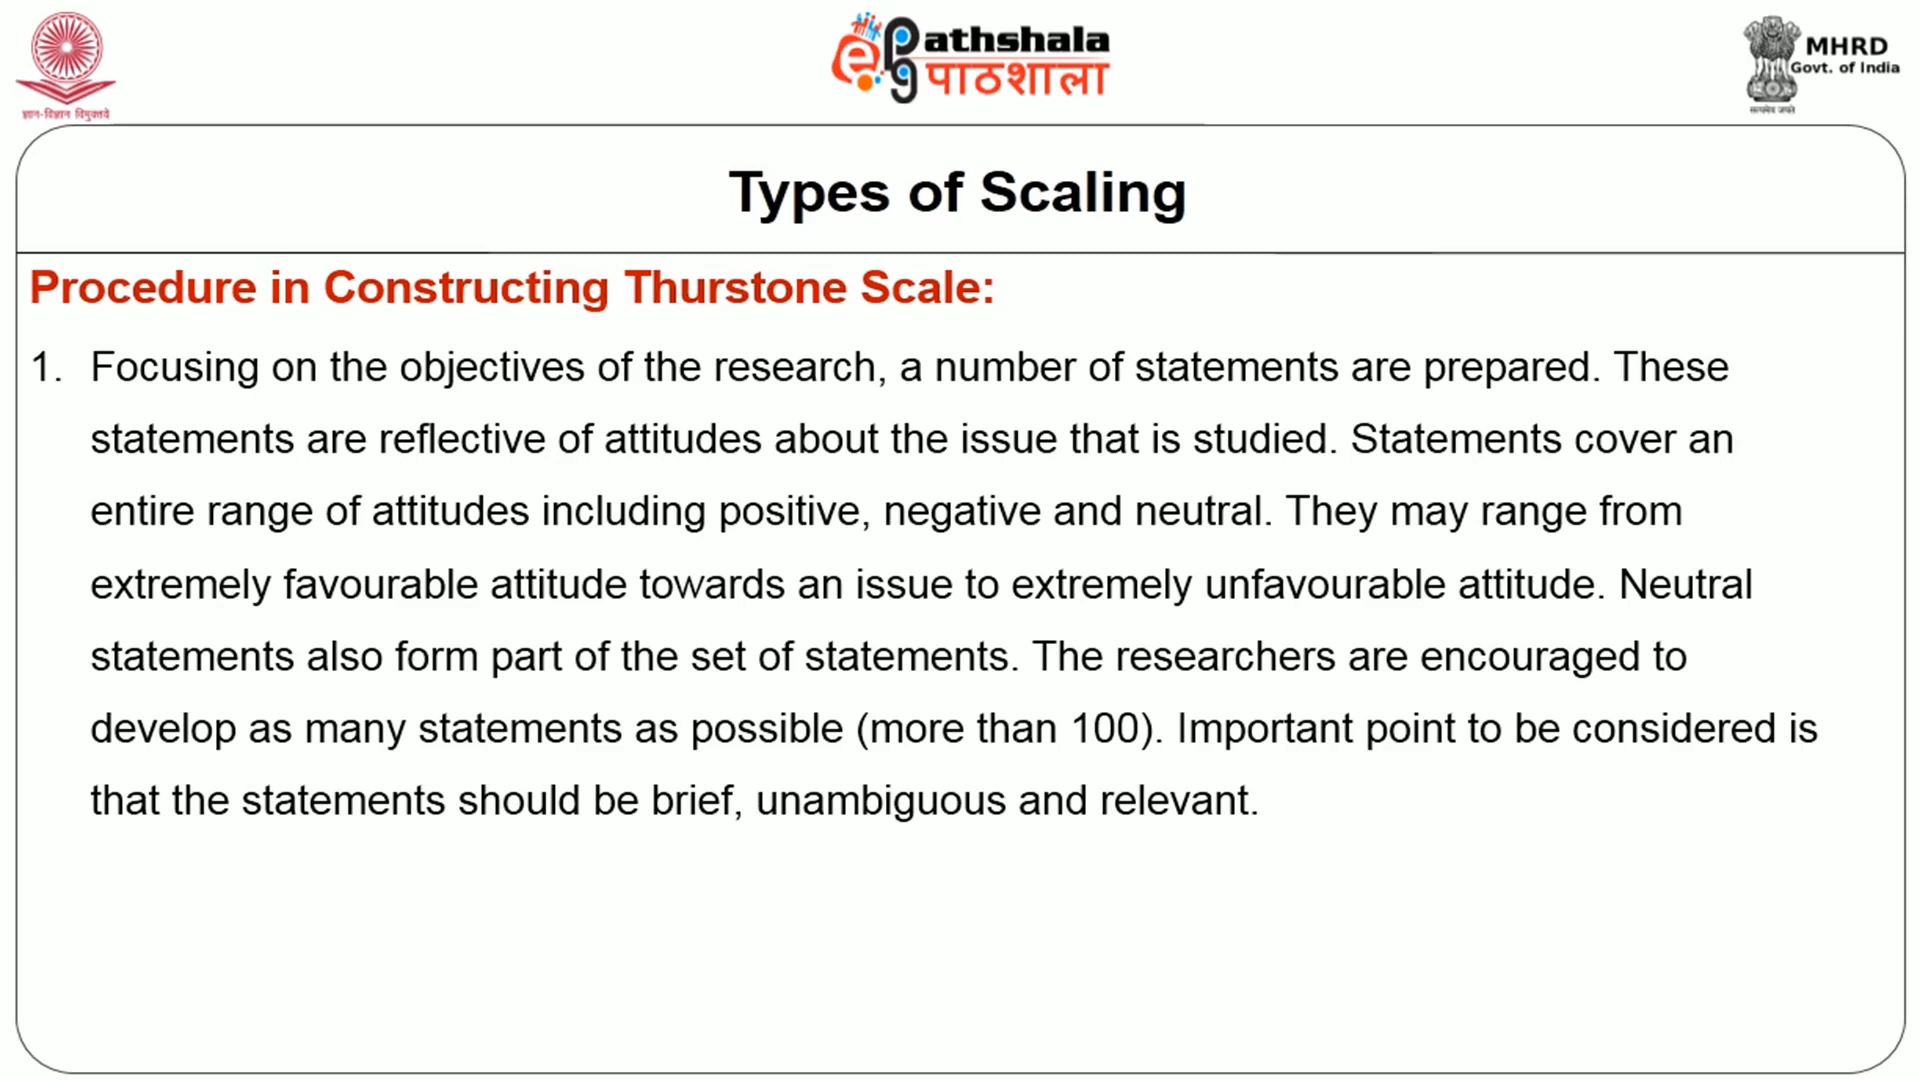 ज्ञान-विज्ञान विमुक्तये
ePathshala
पाठशाला
MHRD
Govt. of India
सत्यमेव जयते
Types of Scaling
Procedure in Constructing Thurstone Scale:
1. Focusing on the objectives of the research, a number of statements are prepared. These
statements are reflective of attitudes about the issue that is studied. Statements cover an
entire range of attitudes including positive, negative and neutral. They may range from
extremely favourable attitude towards an issue to extremely unfavourable attitude. Neutral
statements also form part of the set of statements. The researchers are encouraged to
develop as many statements as possible (more than 100). Important point to be considered is
that the statements should be brief, unambiguous and relevant.